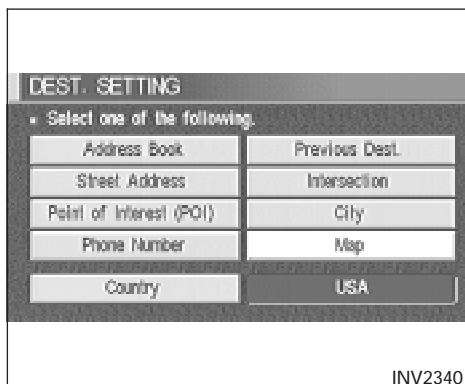 DEST. SETTING
Select one of the following.
Address Book Previous Dest.
Street Address Intersection
Point of Interest (POI) City
Phone Number Map
Country USA
INV2340